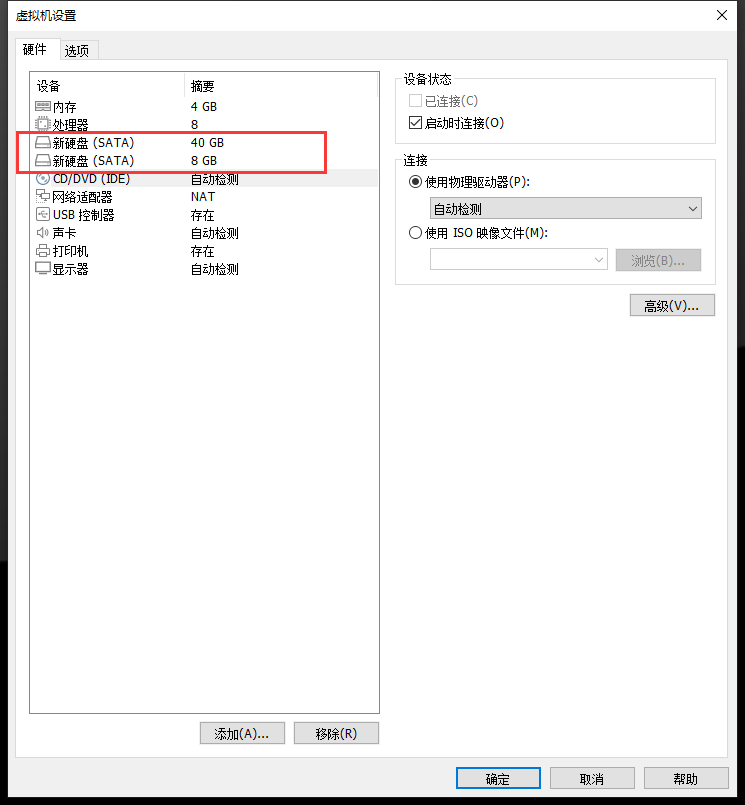 虚拟机设置
硬件 选项
设备 摘要
内存 4 GB
处理器 8
新硬盘 (SATA) 40 GB
新硬盘 (SATA) 8 GB
CD/DVD (IDE) 自动检测
网络适配器 NAT
USB 控制器 存在
声卡 自动检测
打印机 存在
显示器 自动检测
添加(A)... 移除(R)
设备状态
已连接(C)
启动时连接(O)
连接
使用物理驱动器(P):
自动检测
使用 ISO 映像文件(M):
浏览(B)...
高级(V)...
确定 取消 帮助